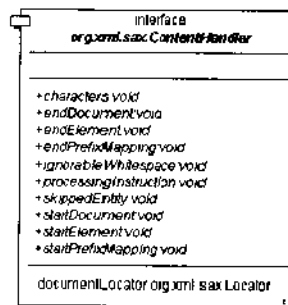 interface
org.xml.sax.ContentHandler
+characters:void
+endDocument:void
+endElement:void
+endPrefixMapping:void
+ignorableWhitespace:void
+processingInstruction:void
+skippedEntity:void
+startDocument:void
+startElement:void
+startPrefixMapping:void
documentLocator:org.xml.sax.Locator